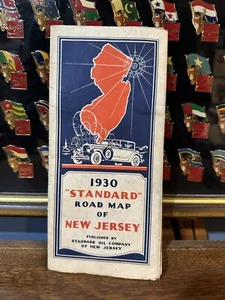 1930
"STANDARD"
ROAD MAP
OF
NEW JERSEY
PUBLISHED BY
STANDARD OIL COMPANY
OF NEW JERSEY